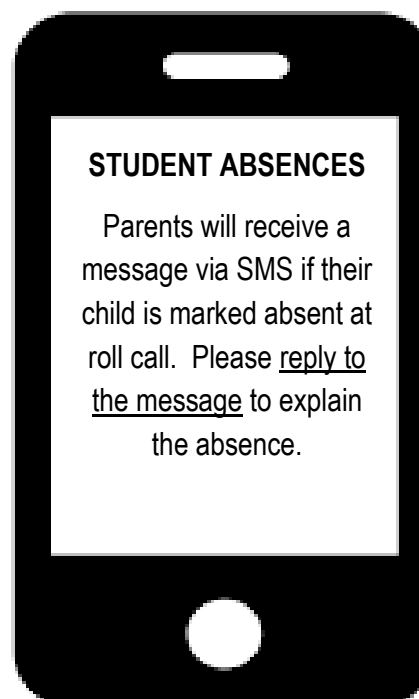 STUDENT ABSENCES
Parents will receive a
message via SMS if their
child is marked absent at
roll call.  Please reply to
the message to explain
the absence.